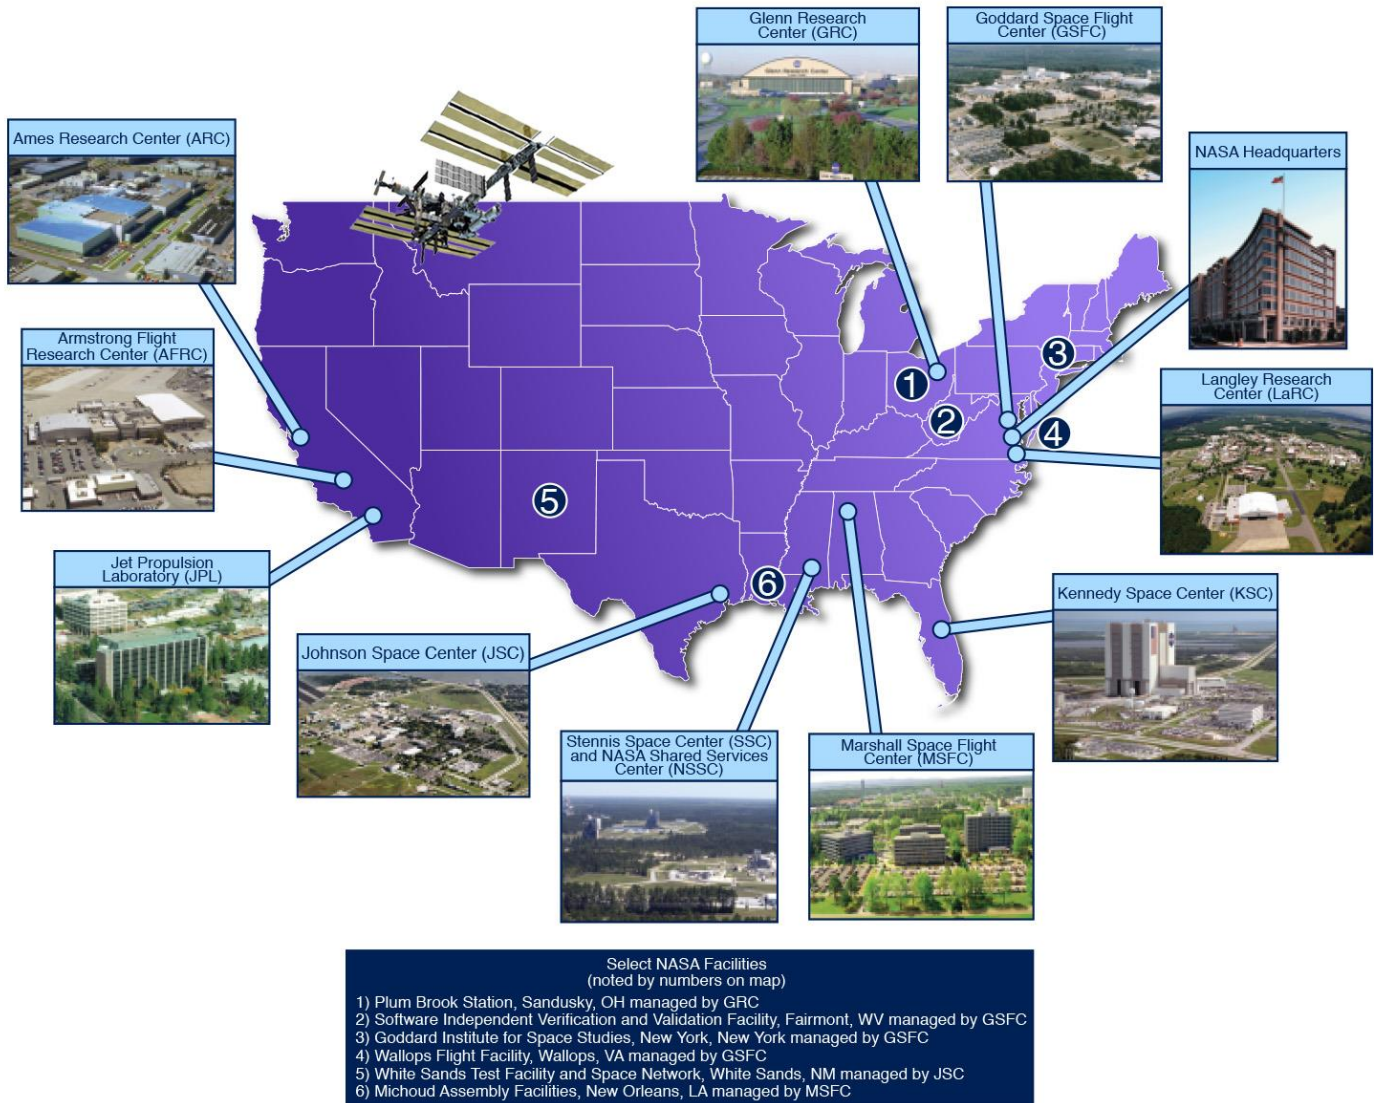 Glenn Research
Center (GRC)
Glenn Research Center
Goddard Space Flight
Center (GSFC)
Ames Research Center (ARC)
NASA Headquarters
Armstrong Flight
Research Center (AFRC)
Langley Research
Center (LaRC)
Jet Propulsion
Laboratory (JPL)
Kennedy Space Center (KSC)
Johnson Space Center (JSC)
Stennis Space Center (SSC)
and NASA Shared Services
Center (NSSC)
Marshall Space Flight
Center (MSFC)
1
2
3
4
5
6
Select NASA Facilities
(noted by numbers on map)
1) Plum Brook Station, Sandusky, OH managed by GRC
2) Software Independent Verification and Validation Facility, Fairmont, WV managed by GSFC
3) Goddard Institute for Space Studies, New York, New York managed by GSFC
4) Wallops Flight Facility, Wallops, VA managed by GSFC
5) White Sands Test Facility and Space Network, White Sands, NM managed by JSC
6) Michoud Assembly Facilities, New Orleans, LA managed by MSFC